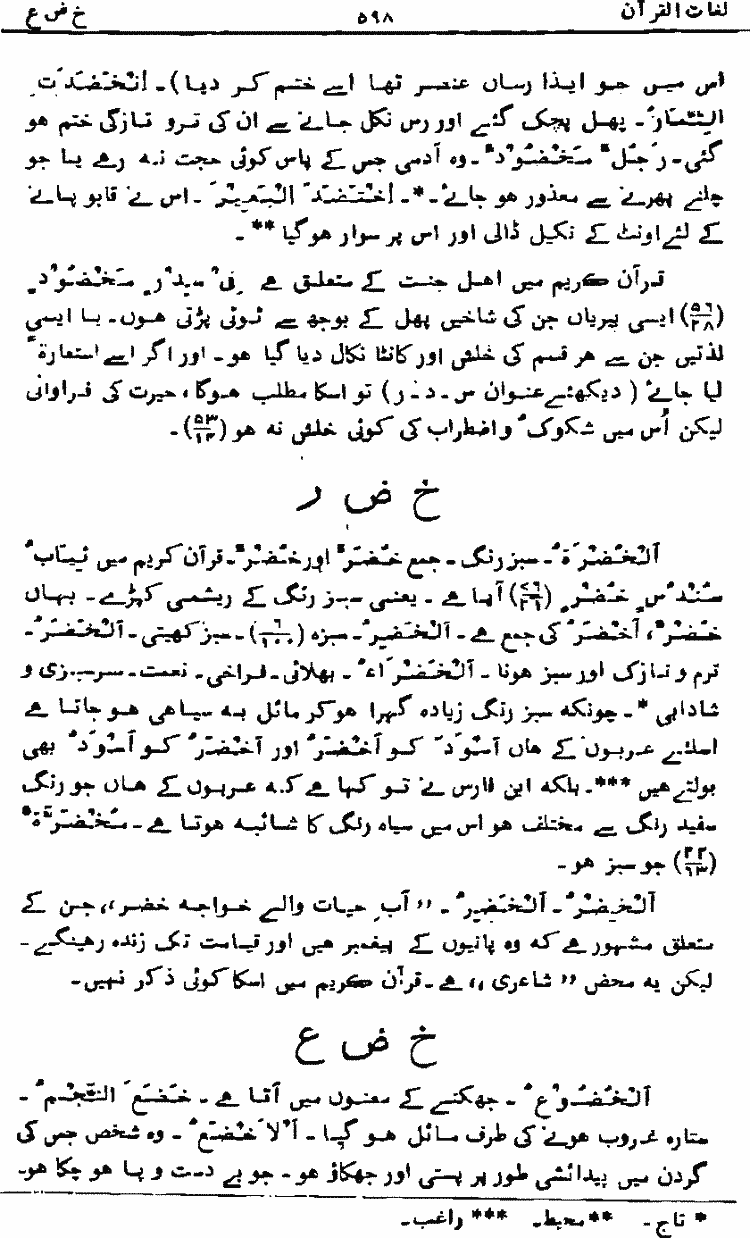 لغات القرآن ۵۹۸ خ ض ع
اس میں جو ایذا رساں عنصر تھا اسے ختم کر دیا)۔ اِنْخَضَدَتِ
الثِّمَارُ۔ پھل پچک گئے اور رس نکل جانے سے ان کی ترو تازگی ختم ہو
گئی۔ رَجُلٌ مَخْضُوْدٌ۔ وہ آدمی جس کے پاس کوئی حجت نہ رہے یا جو
چلنے پھرنے سے معذور ہو جائے۔*۔ اِخْتَضَدَ الْبَعِیْرَ۔ اس نے قابو پانے
کے لئے اونٹ کے نکیل ڈالی اور اس پر سوار ہوگیا **۔
قرآن کریم میں اهل جنت کے متعلق ہے فِیْ سِدْرٍ مَخْضُوْدٍ
(۵۶/۲۸) ایسی بیریاں جن کی شاخیں پھل کے بوجھ سے ٹوٹی پڑتی ہوں۔ یا ایسی
لذتیں جن سے ہر قسم کی خلش اور کانٹا نکال دیا گیا ہو۔ اور اگر اسے استعارۃً
لیا جائے (دیکھئے عنوان س۔د۔ر) تو اسکا مطلب ہوگا، حیرت کی فراوانی
لیکن اُس میں شکوک و اضطراب کی کوئی خلش نہ ہو (۵۳/۱۴)۔
خ ض ر
اَلْخُضْرَۃُ۔ سبز رنگ۔ جمع خُضَرٌ اور خُضْرٌ۔ قرآن کریم میں ثِیَابُ
سُنْدُسٍ خُضْرٍ (۷۶/۲۱) آیا ہے۔ یعنی سبز رنگ کے ریشمی کپڑے۔ یہاں
خُضْرٌ، اَخْضَرُ کی جمع ہے۔ اَلْخَضِرُ۔ سبزہ (۶/۱۰۰)۔ سبز کھیتی۔ اَلْخَضَرُ۔
نرم و نازک اور سبز ہونا۔ اَلْخَضْرَاءُ۔ بھلائی۔ فراخی۔ نعمت۔ سرسبزی و
شادابی *۔ چونکہ سبز رنگ زیادہ گہرا ہوکر مائل بہ سیاہی ہو جاتا ہے
اسلئے عربوں کے ہاں اَسْوَدَ کو اَخْضَرُ اور اَخْضَرُ کو اَسْوَدُ بھی
بولتے ہیں ***۔ بلکہ ابن فارس نے تو کہا ہے کہ عربوں کے ہاں جو رنگ
سفید رنگ سے مختلف ہو اس میں سیاہ رنگ کا شائبہ ہوتا ہے۔ مُخْضَرَّۃٌ
(۲۲/۶۳) جو سبز ہو۔
اَلْخِضْرُ۔ اَلْخَضِرُ۔ ”آبِ حیات والے خواجہ خضر“، جن کے
متعلق مشہور ہے کہ وہ پانیوں کے پیغمبر ہیں اور قیامت تک زندہ رہینگے۔
لیکن یہ محض ”شاعری“ ہے۔ قرآن کریم میں اسکا کوئی ذکر نہیں۔
خ ض ع
اَلْخُضُوْعُ۔ جھکنے کے معنوں میں آتا ہے۔ خَضَعَ النَّجْمُ۔
ستارہ غروب ہونے کی طرف مائل ہو گیا۔ اَلْاَخْضَعُ۔ وہ شخص جس کی
گردن میں پیدائشی طور پر پستی اور جھکاؤ ہو۔ جو بے دست و پا ہو چکا ہو۔
* تاج۔ ** محیط۔ *** راغب۔